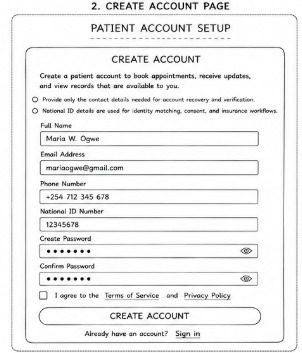 2. CREATE ACCOUNT PAGE
PATIENT ACCOUNT SETUP
CREATE ACCOUNT
Create a patient account to book appointments, receive updates,
and view records that are available to you.
Provide only the contact details needed for account recovery and verification.
National ID details are used for identity matching, consent, and insurance workflows.
Full Name
Maria W. Ogwe
Email Address
mariaogwe@gmail.com
Phone Number
+254 712 345 678
National ID Number
12345678
Create Password
•••••••
Confirm Password
•••••••
I agree to the Terms of Service and Privacy Policy
CREATE ACCOUNT
Already have an account? Sign in